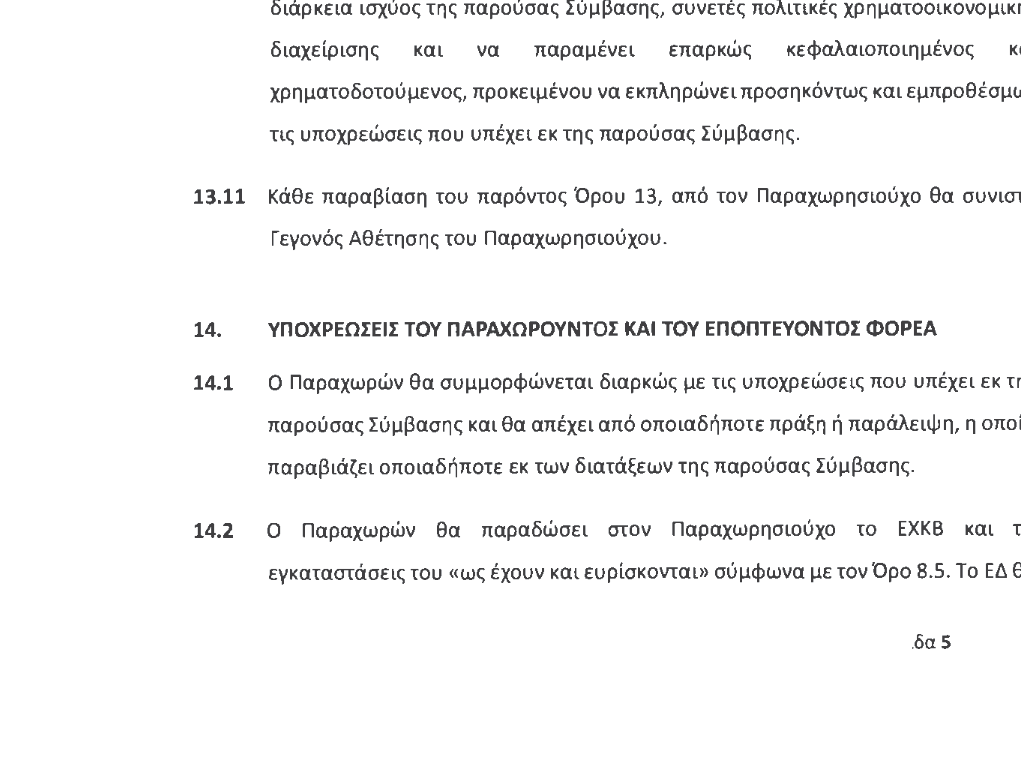 διάρκεια ισχύος της παρούσας Σύμβασης, συνετές πολιτικές
διαχείρισης και να παραμένει επαρκώς κεφαλαιοποιημένος
χρηματοδοτούμενος, προκειμένου να εκπληρώνει προσηκόντως και
τις υποχρεώσεις που υπέχει εκ της παρούσας Σύμβασης.
13.11 Κάθε παραβίαση του παρόντος Όρου 13, από τον Παραχωρησιούχο θα
Γεγονός Αθέτησης του Παραχωρησιούχου.
14. ΥΠΟΧΡΕΩΣΕΙΣ ΤΟΥ ΠΑΡΑΧΩΡΟΥΝΤΟΣ ΚΑΙ ΤΟΥ ΕΠΟΠΤΕΥΟΝΤΟΣ ΦΟΡΕΑ
14.1 Ο Παραχωρών θα συμμορφώνεται διαρκώς με τις υποχρεώσεις που υπέχει εκ
παρούσας Σύμβασης και θα απέχει από οποιαδήποτε πράξη ή παράλειψη, η
παραβιάζει οποιαδήποτε εκ των διατάξεων της παρούσας Σύμβασης.
14.2 Ο Παραχωρών θα παραδώσει στον Παραχωρησιούχο το ΕΧΚΒ και
εγκαταστάσεις του «ως έχουν και ευρίσκονται» σύμφωνα με τον Όρο 8.5. Το ΕΔ
δα 5